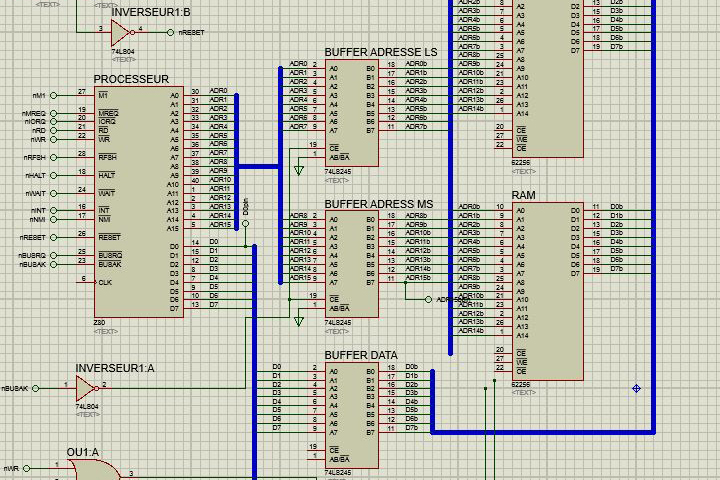 <TEXT>
<TEXT>
INVERSEUR1:B
3
4
nRESET
74LS04
<TEXT>
PROCESSEUR
nM1
27
M1
nMREQ
19
MREQ
nIORQ
20
IORQ
nRD
21
RD
nWR
22
WR
nRFSH
28
RFSH
nHALT
18
HALT
nWAIT
24
WAIT
nINT
16
INT
nNMI
17
NMI
nRESET
26
RESET
nBUSRQ
25
BUSRQ
nBUSAK
23
BUSAK
6
CLK
A0 30 ADR0
A1 31 ADR1
A2 32 ADR2
A3 33 ADR3
A4 34 ADR4
A5 35 ADR5
A6 36 ADR6
A7 37 ADR7
A8 38 ADR8
A9 39 ADR9
A10 40 ADR10
A11 1 ADR11
A12 2 ADR12
A13 3 ADR13
A14 4 ADR14
A15 5 ADR15
D0 14 D0
D1 15 D1
D2 12 D2
D3 8 D3
D4 7 D4
D5 9 D5
D6 10 D6
D7 13 D7
Z80
<TEXT>
BUFFER ADRESSE LS
ADR0 2 A0 B0 18 ADR0b
ADR1 3 A1 B1 17 ADR1b
ADR2 4 A2 B2 16 ADR2b
ADR3 5 A3 B3 15 ADR3b
ADR4 6 A4 B4 14 ADR4b
ADR5 7 A5 B5 13 ADR5b
ADR6 8 A6 B6 12 ADR6b
ADR7 9 A7 B7 11 ADR7b
19 CE
1 AB/BA
74LS245
<TEXT>
BUFFER ADRESS MS
ADR8 2 A0 B0 18 ADR8b
ADR9 3 A1 B1 17 ADR9b
ADR10 4 A2 B2 16 ADR10b
ADR11 5 A3 B3 15 ADR11b
ADR12 6 A4 B4 14 ADR12b
ADR13 7 A5 B5 13 ADR13b
ADR14 8 A6 B6 12 ADR14b
ADR15 9 A7 B7 11 ADR15b
19 CE
1 AB/BA
74LS245
<TEXT>
BUFFER DATA
D0 2 A0 B0 18 D0b
D1 3 A1 B1 17 D1b
D2 4 A2 B2 16 D2b
D3 5 A3 B3 15 D3b
D4 6 A4 B4 14 D4b
D5 7 A5 B5 13 D5b
D6 8 A6 B6 12 D6b
D7 9 A7 B7 11 D7b
19 CE
1 AB/BA
74LS245
ADR2b 8 A2 D2 13 D2b
ADR3b 7 A3 D3 15 D3b
ADR4b 6 A4 D4 16 D4b
ADR5b 5 A5 D5 17 D5b
ADR6b 4 A6 D6 18 D6b
ADR7b 3 A7 D7 19 D7b
ADR8b 25 A8
ADR9b 24 A9
ADR10b 21 A10
ADR11b 23 A11
ADR12b 2 A12
ADR13b 26 A13
ADR14b 1 A14
20 CE
27 WE
22 OE
62256
<TEXT>
RAM
ADR0b 10 A0 D0 11 D0b
ADR1b 9 A1 D1 12 D1b
ADR2b 8 A2 D2 13 D2b
ADR3b 7 A3 D3 15 D3b
ADR4b 6 A4 D4 16 D4b
ADR5b 5 A5 D5 17 D5b
ADR6b 4 A6 D6 18 D6b
ADR7b 3 A7 D7 19 D7b
ADR8b 25 A8
ADR9b 24 A9
ADR10b 21 A10
ADR11b 23 A11
ADR12b 2 A12
ADR13b 26 A13
ADR14b 1 A14
20 CE
27 WE
22 OE
62256
<TEXT>
INVERSEUR1:A
nBUSAK
1
2
74LS04
<TEXT>
OU1:A
nWR
1
3